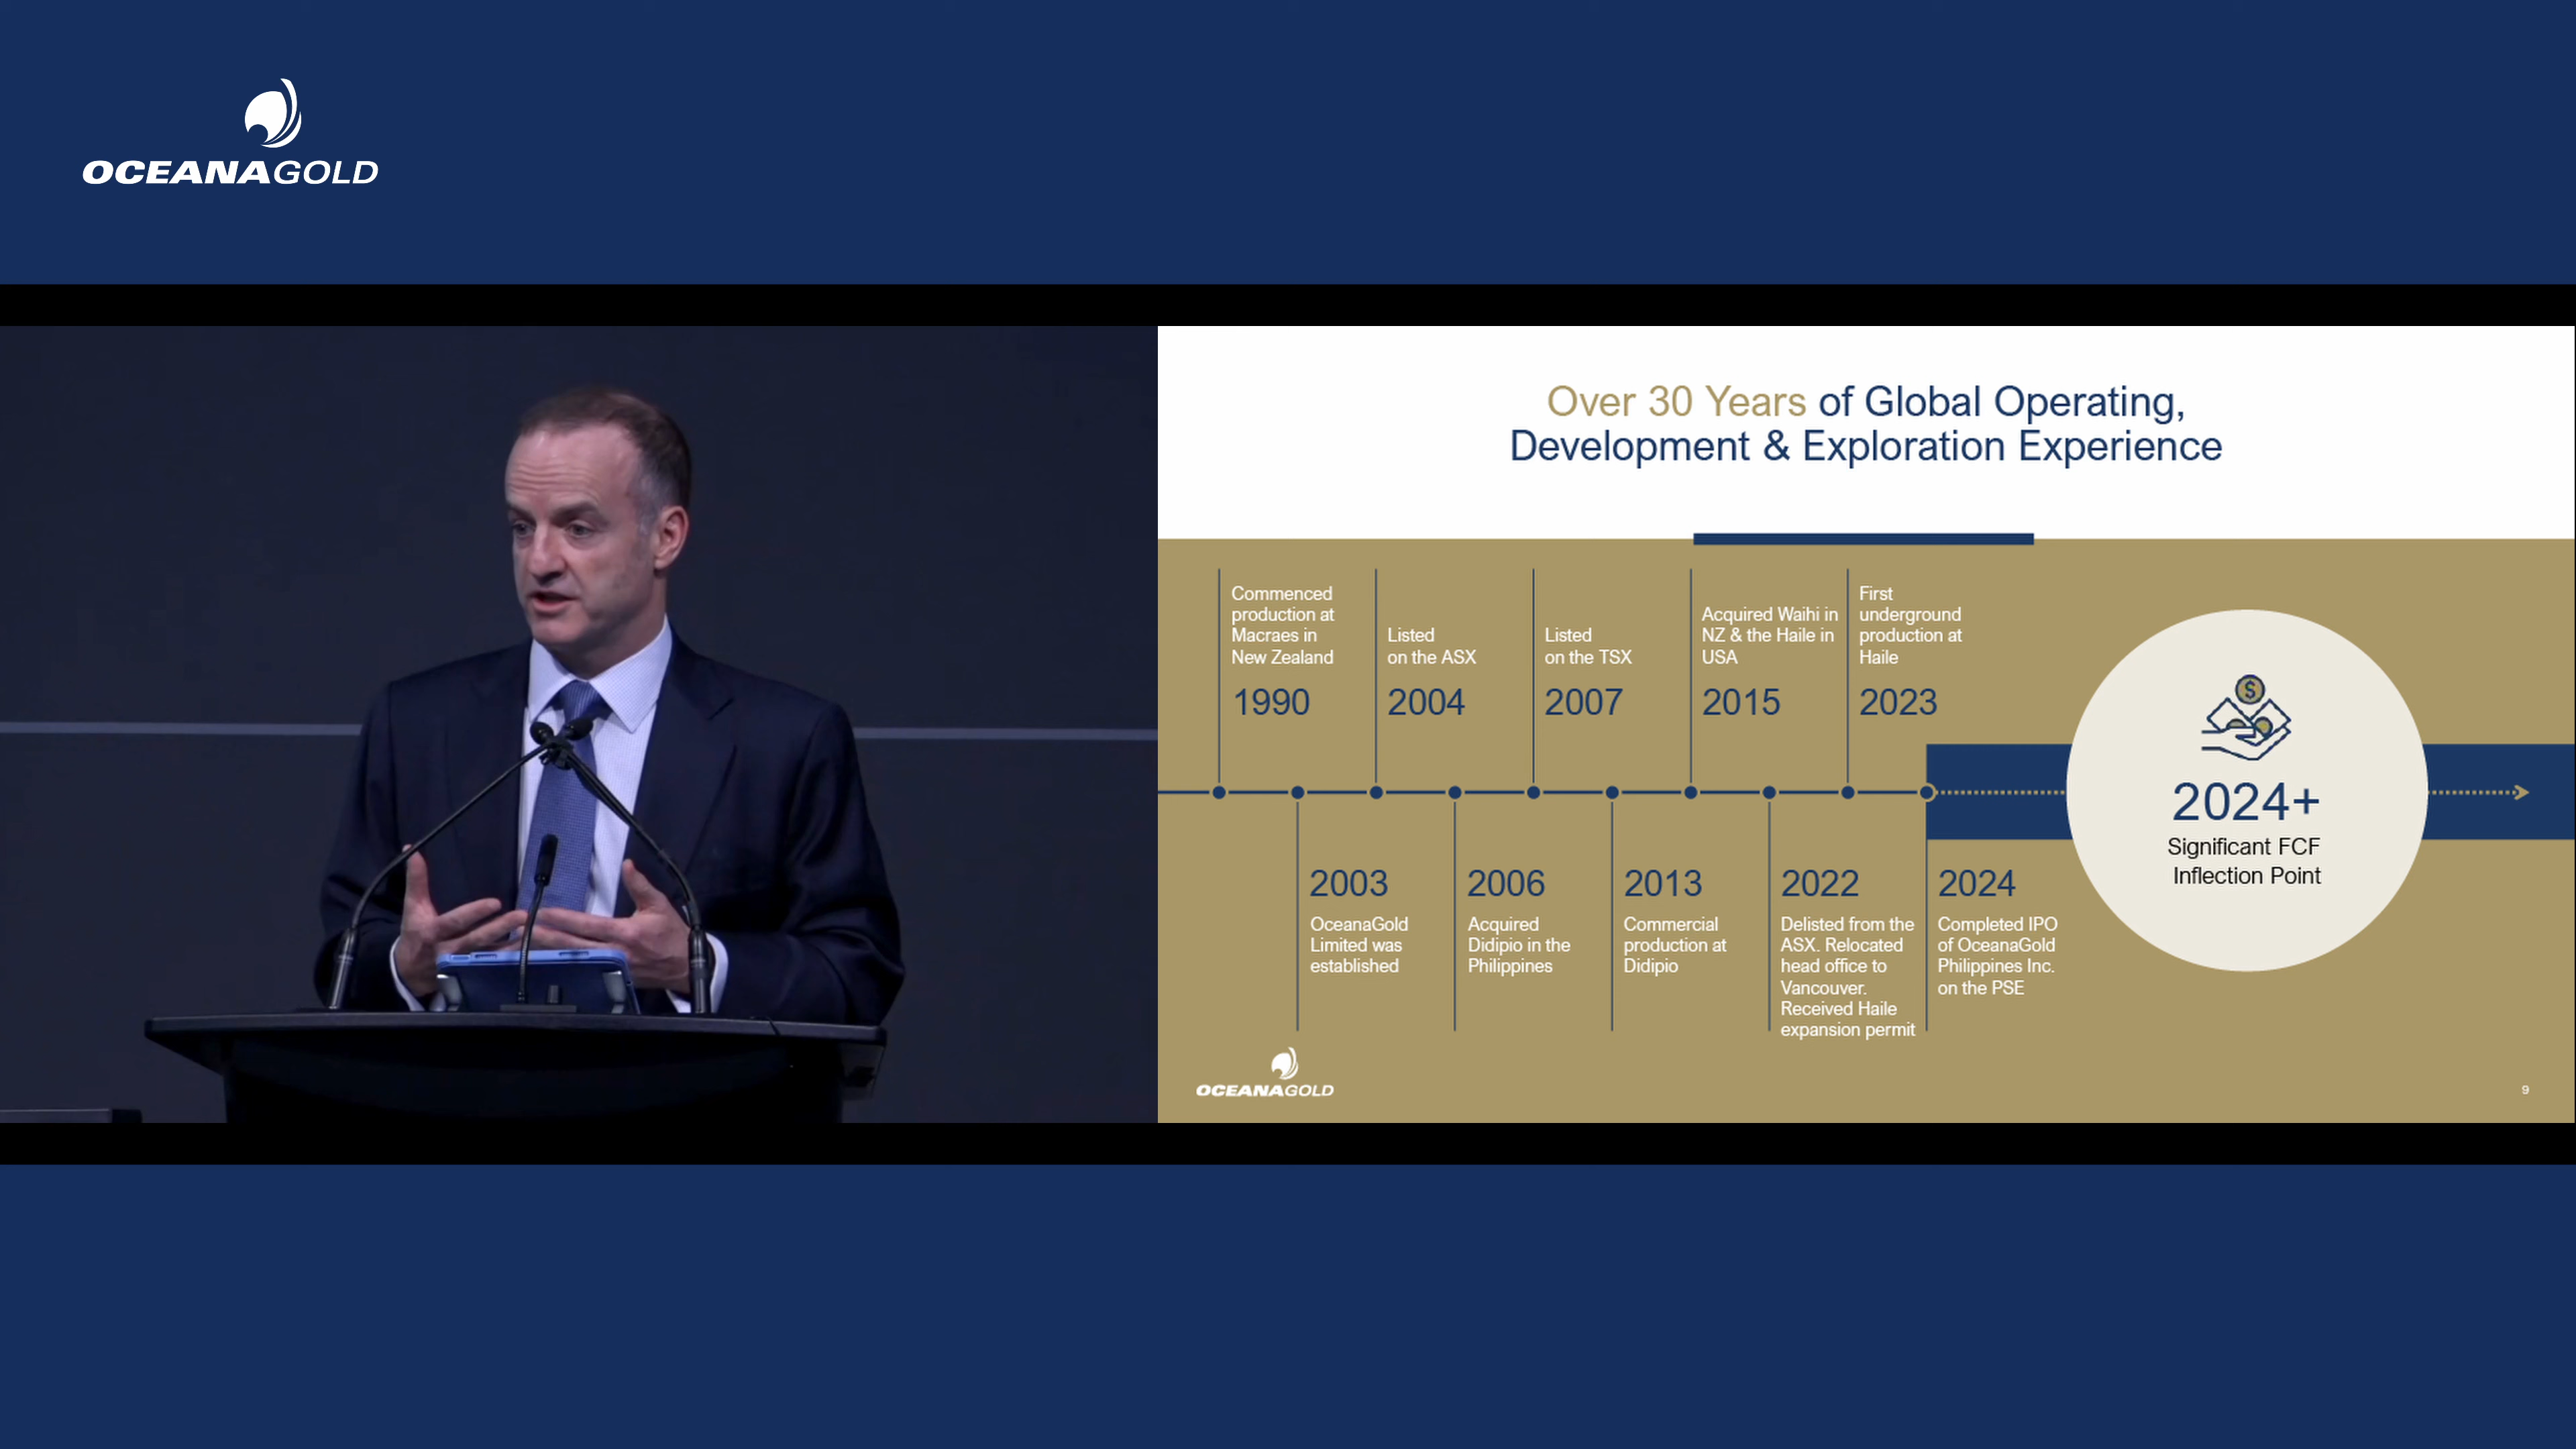 OCEANAGOLD
Over 30 Years of Global Operating,
Development & Exploration Experience
Commenced
production at
Macraes in
New Zealand
1990
Listed
on the ASX
2004
Listed
on the TSX
2007
Acquired Waihi in
NZ & the Haile in
USA
2015
First
underground
production at
Haile
2023
2003
OceanaGold
Limited was
established
2006
Acquired
Didipio in the
Philippines
2013
Commercial
production at
Didipio
2022
Delisted from the
ASX. Relocated
head office to
Vancouver.
Received Haile
expansion permit
2024
Completed IPO
of OceanaGold
Philippines Inc.
on the PSE
$
2024+
Significant FCF
Inflection Point
OCEANAGOLD
9